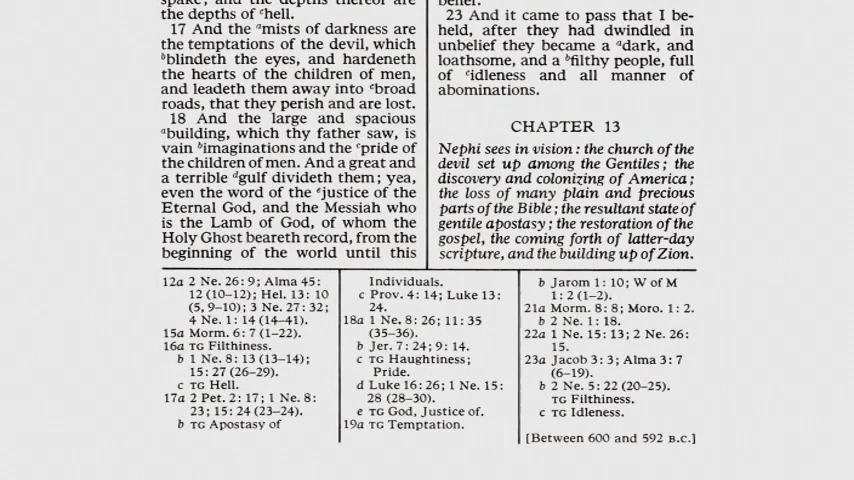 spake; and the depths thereof are
the depths of chell.
17 And the amists of darkness are
the temptations of the devil, which
bblindeth the eyes, and hardeneth
the hearts of the children of men,
and leadeth them away into cbroad
roads, that they perish and are lost.
18 And the large and spacious
abuilding, which thy father saw, is
vain bimaginations and the cpride of
the children of men. And a great and
a terrible dgulf divideth them; yea,
even the word of the ejustice of the
Eternal God, and the Messiah who
is the Lamb of God, of whom the
Holy Ghost beareth record, from the
beginning of the world until this
belief.
23 And it came to pass that I be-
held, after they had dwindled in
unbelief they became a adark, and
loathsome, and a bfilthy people, full
of cidleness and all manner of
abominations.
CHAPTER 13
Nephi sees in vision: the church of the
devil set up among the Gentiles; the
discovery and colonizing of America;
the loss of many plain and precious
parts of the Bible; the resultant state of
gentile apostasy; the restoration of the
gospel, the coming forth of latter-day
scripture, and the building up of Zion.
12a 2 Ne. 26: 9; Alma 45:
12 (10–12); Hel. 13: 10
(5, 9–10); 3 Ne. 27: 32;
4 Ne. 1: 14 (14–41).
15a Morm. 6: 7 (1–22).
16a TG Filthiness.
b 1 Ne. 8: 13 (13–14);
15: 27 (26–29).
c TG Hell.
17a 2 Pet. 2: 17; 1 Ne. 8:
23; 15: 24 (23–24).
b TG Apostasy of
Individuals.
c Prov. 4: 14; Luke 13:
24.
18a 1 Ne. 8: 26; 11: 35
(35–36).
b Jer. 7: 24; 9: 14.
c TG Haughtiness;
Pride.
d Luke 16: 26; 1 Ne. 15:
28 (28–30).
e TG God, Justice of.
19a TG Temptation.
b Jarom 1: 10; W of M
1: 2 (1–2).
21a Morm. 8: 8; Moro. 1: 2.
b 2 Ne. 1: 18.
22a 1 Ne. 15: 13; 2 Ne. 26:
15.
23a Jacob 3: 3; Alma 3: 7
(6–19).
b 2 Ne. 5: 22 (20–25).
TG Filthiness.
c TG Idleness.
[Between 600 and 592 B.C.]